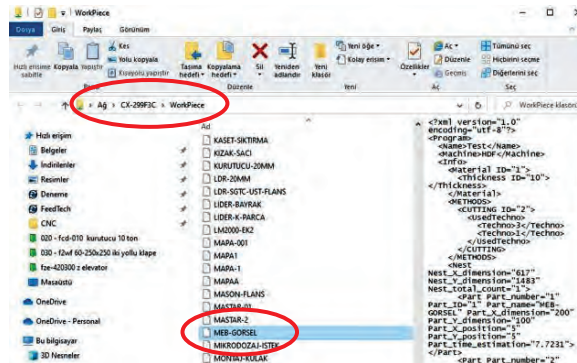 WorkPiece
Dosya Giriş Paylaş Görünüm
Hızlı erişime sabitle
Kopyala
Yapıştır
Kes
Yolu kopyala
Kısayolu yapıştır
Taşıma hedefi
Kopyalama hedefi
Sil
Yeniden adlandır
Düzenle
Yeni klasör
Yeni öğe
Kolay erişim
Yeni
Özellikler
Aç
Düzenle
Geçmiş
Aç
Tümünü seç
Hiçbirini seçme
Diğerlerini seç
Seç
Ağ > CX-299F3C > WorkPiece
WorkPiece klasörü
Hızlı erişim
Belgeler
İndirilenler
Resimler
Deneme
FeedTech
CNC
020 - fcd-010 kurutucu 10 ton
030 - f2wf 60-250x250 iki yollu klape
fze-420300 z elevator
Masaüstü
OneDrive
OneDrive - Personal
Bu bilgisayar
3D Nesneler
Ad
KASET-SIKTIRMA
KIZAK-SACI
KURUTUCU-20MM
LDR-20MM
LDR-SGTC-UST-FLANS
LIDER-BAYRAK
LIDER-K-PARCA
LM2000-EK2
MAPA-001
MAPA1
MAPA-1
MAPAA
MASON-FLANS
MASTAR-01
MASTAR-2
MEB-GORSEL
MIKRODOZAJ-ISTEK
MONTAJ-KULAK
<?xml version="1.0"
encoding="utf-8"?>
<Program>
<Name>Test</Name>
<Machine>HDF</Machine>
<Info>
<Material ID="1">
<Thickness ID="10">
</Thickness>
</Material>
<METHODS>
<CUTTING ID="2">
<UsedTechno>
<Techno>3</Techno>
<Techno>1</Techno>
</UsedTechno>
</CUTTING>
</METHODS>
<Nest
Nest_X_dimension="617"
Nest_Y_dimension="1483"
Nest_total_count="1">
<Part Part_number="1"
Part_ID="1" Part_name="MEB-
GORSEL" Part_X_dimension="200"
Part_Y_dimension="100"
Part_X_position="5"
Part_Y_position="5"
Part_time_estimation="7.7231">
</Part>
<Part Part_number="2"